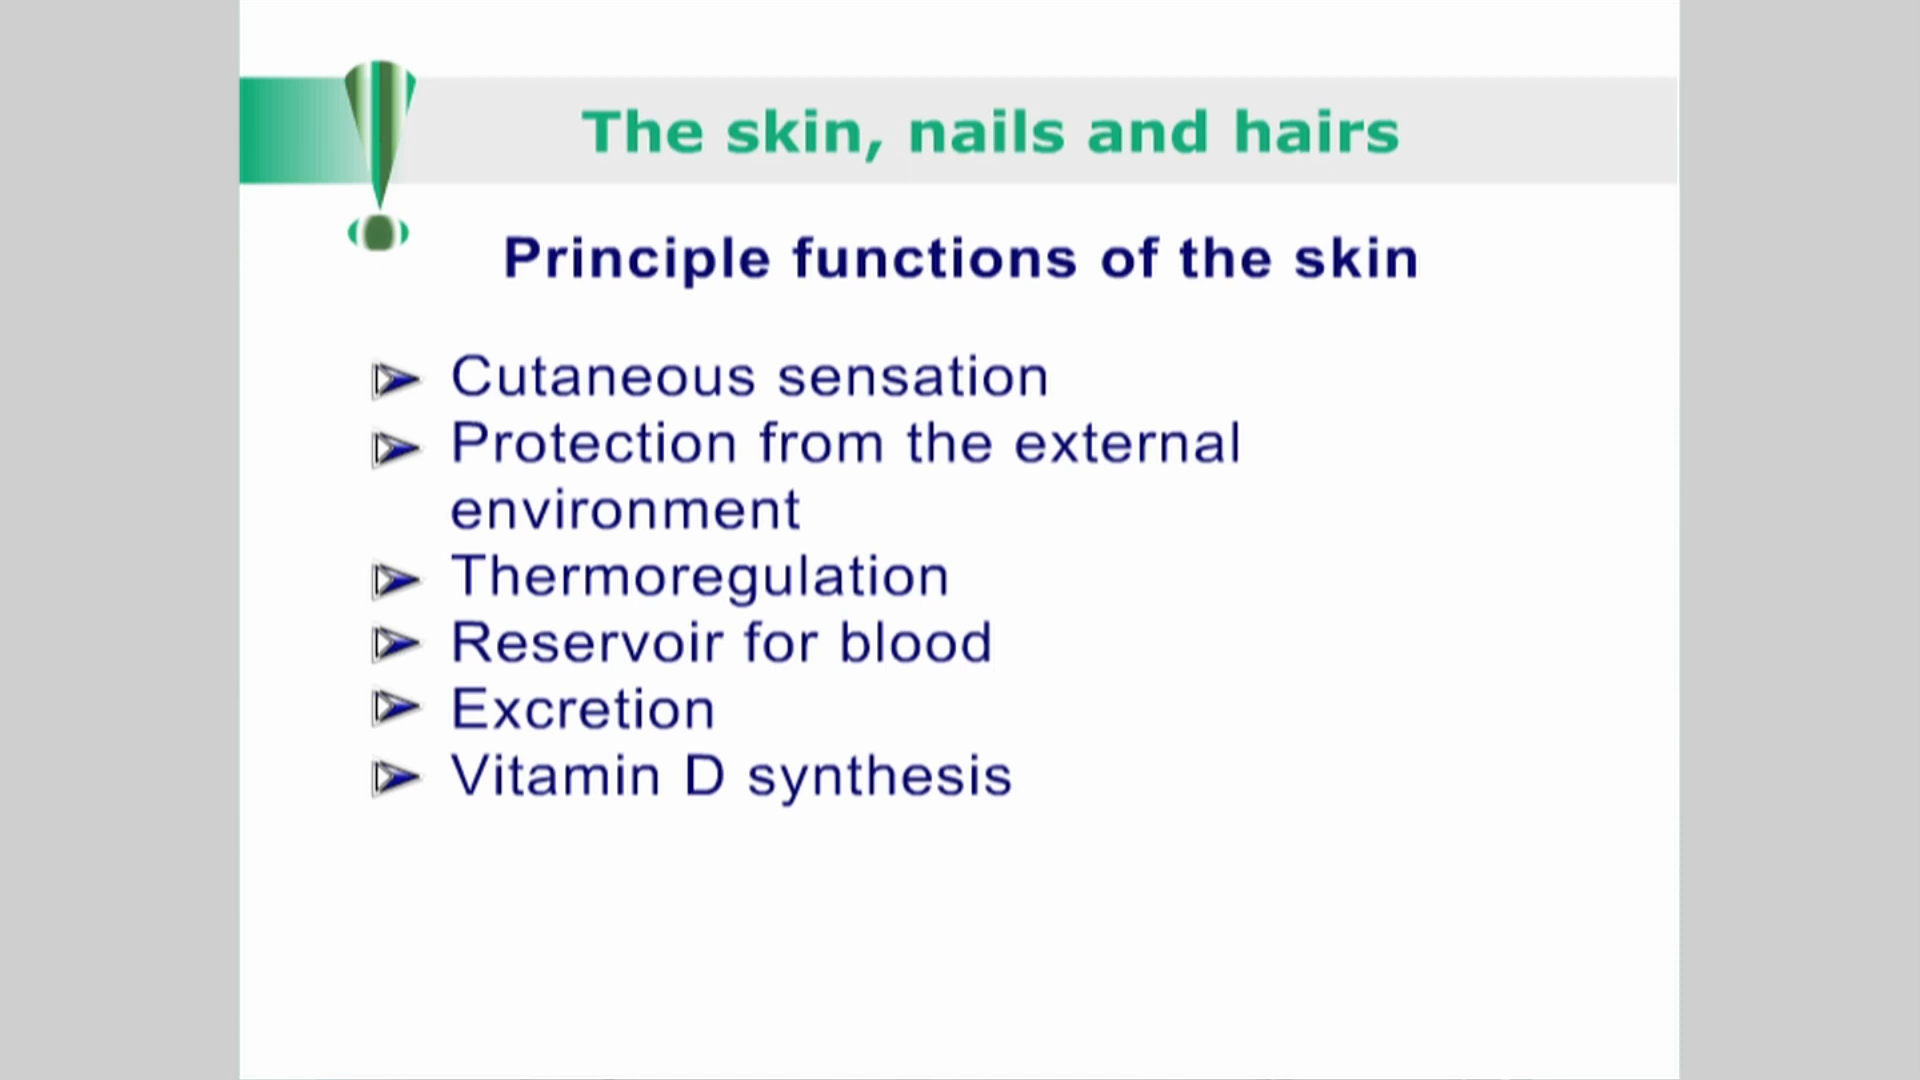 The skin, nails and hairs
Principle functions of the skin
Cutaneous sensation
Protection from the external
environment
Thermoregulation
Reservoir for blood
Excretion
Vitamin D synthesis